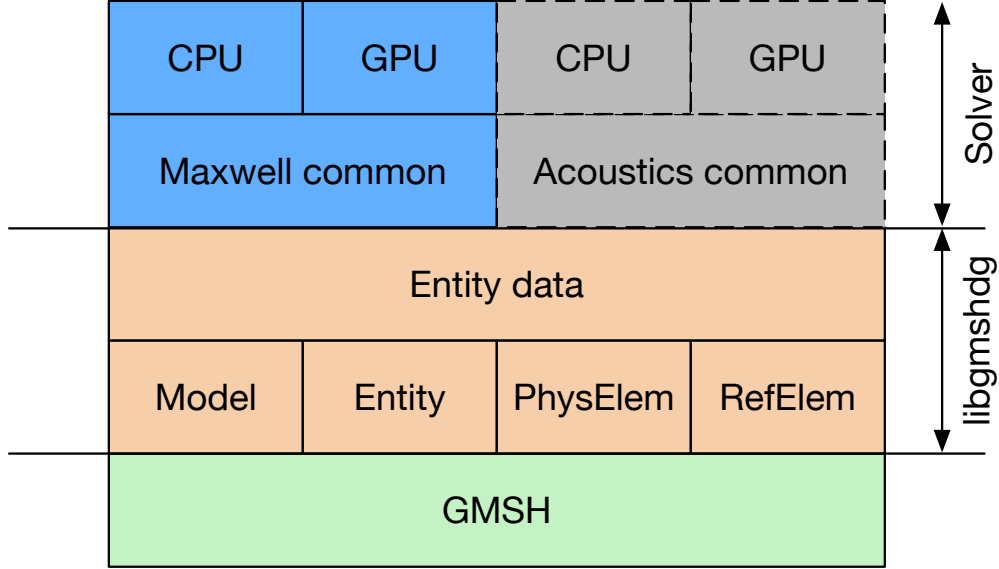 CPU
GPU
CPU
GPU
Maxwell common
Acoustics common
Solver
Entity data
Model
Entity
PhysElem
RefElem
libgmshdg
GMSH